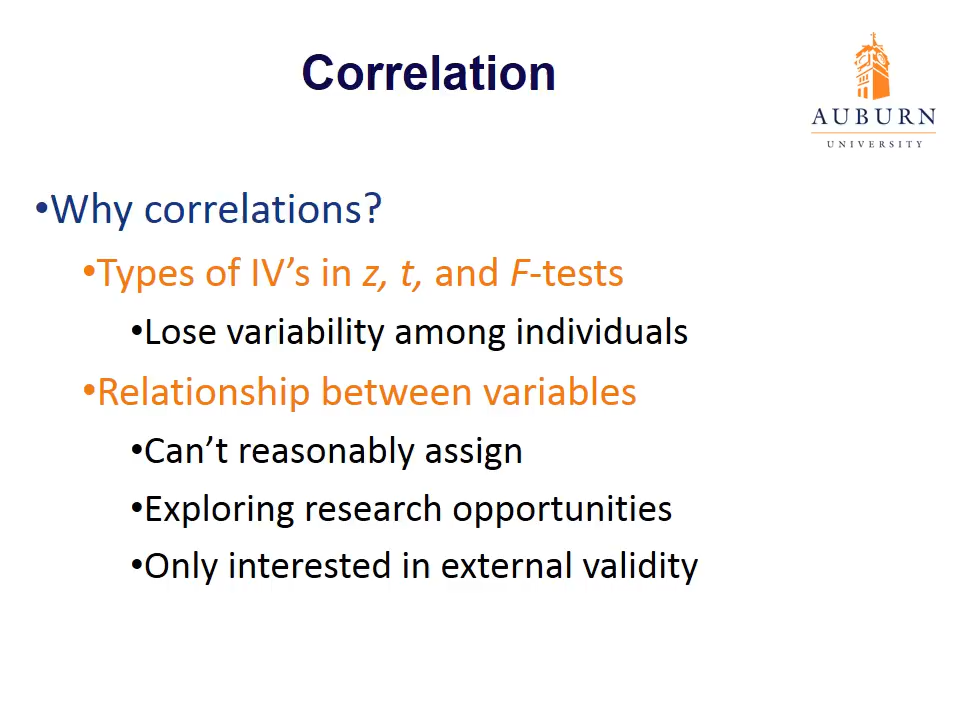 Correlation
AUBURN
UNIVERSITY
•Why correlations?
•Types of IV’s in z, t, and F-tests
•Lose variability among individuals
•Relationship between variables
•Can’t reasonably assign
•Exploring research opportunities
•Only interested in external validity